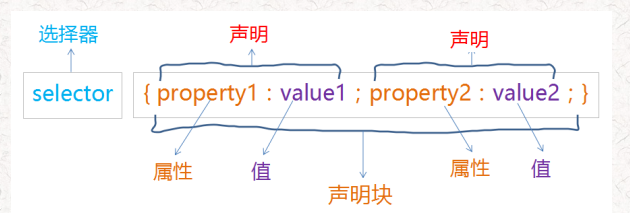 选择器 声明 声明
selector { property1 : value1 ; property2 : value2 ; }
属性 值 属性 值
声明块